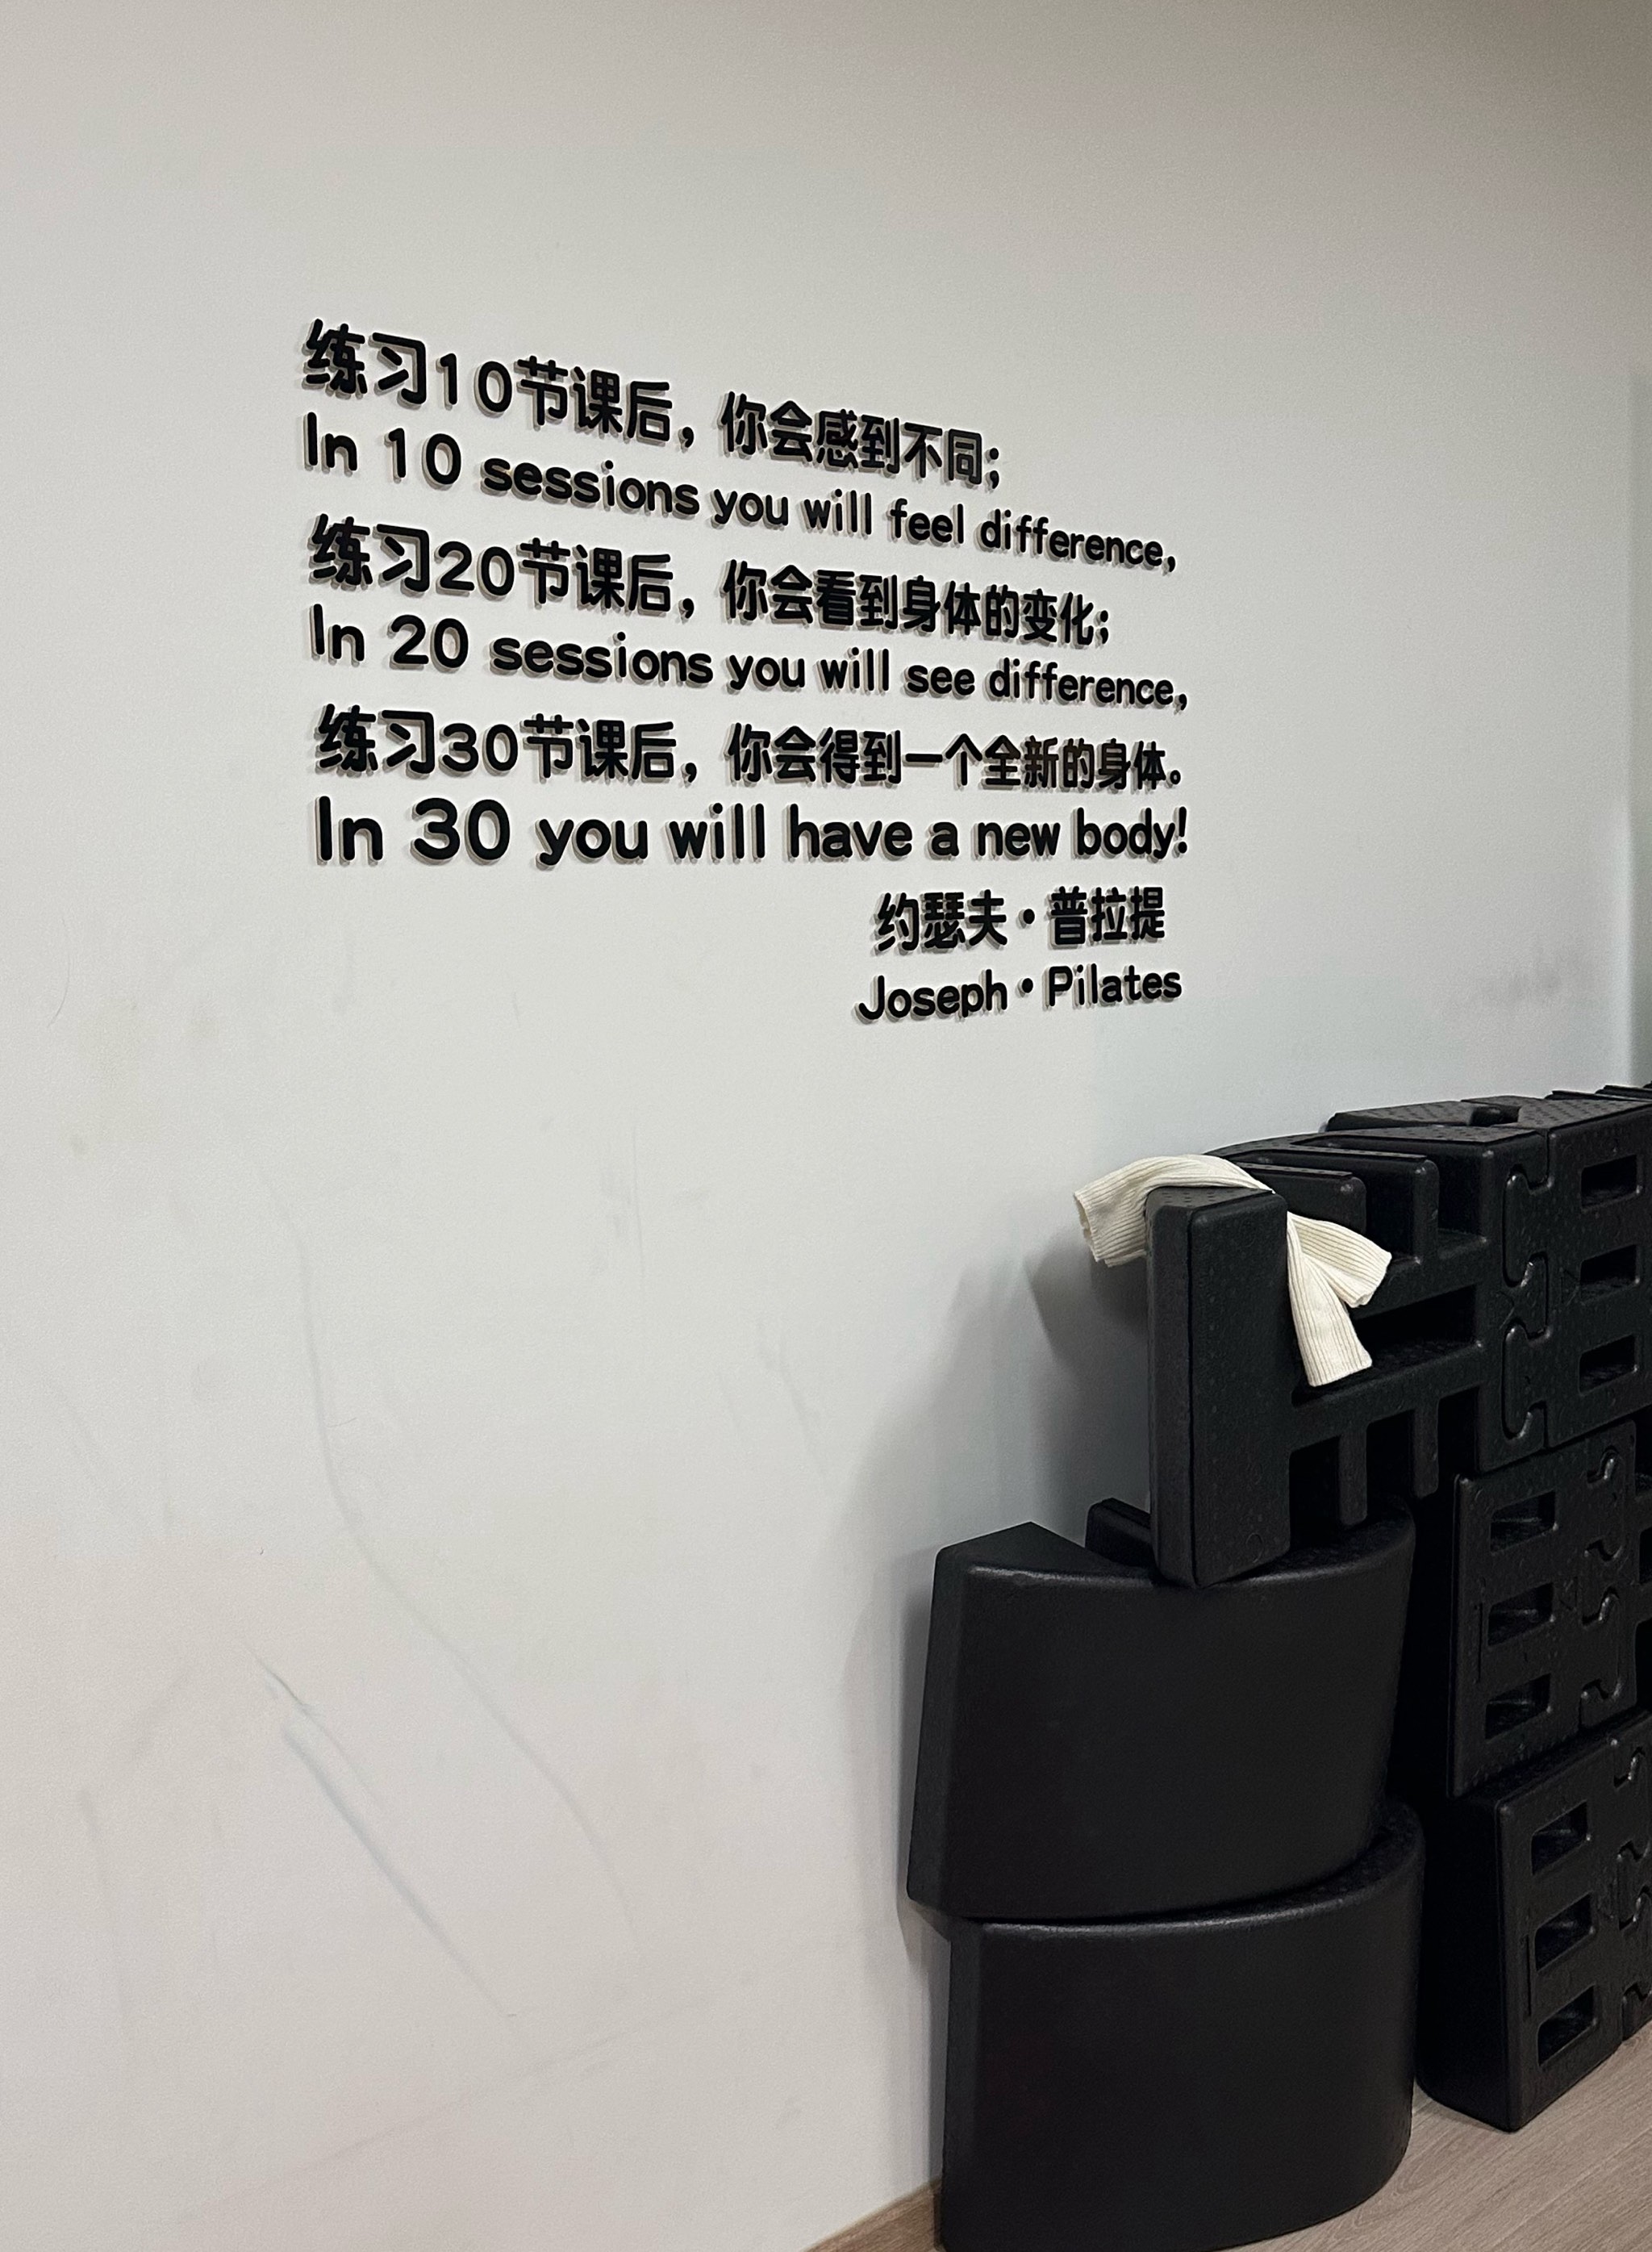 练习10节课后，你会感到不同；
In 10 sessions you will feel difference,
练习20节课后，你会看到身体的变化；
In 20 sessions you will see difference,
练习30节课后，你会得到一个全新的身体。
In 30 you will have a new body!
约瑟夫·普拉提
Joseph·Pilates